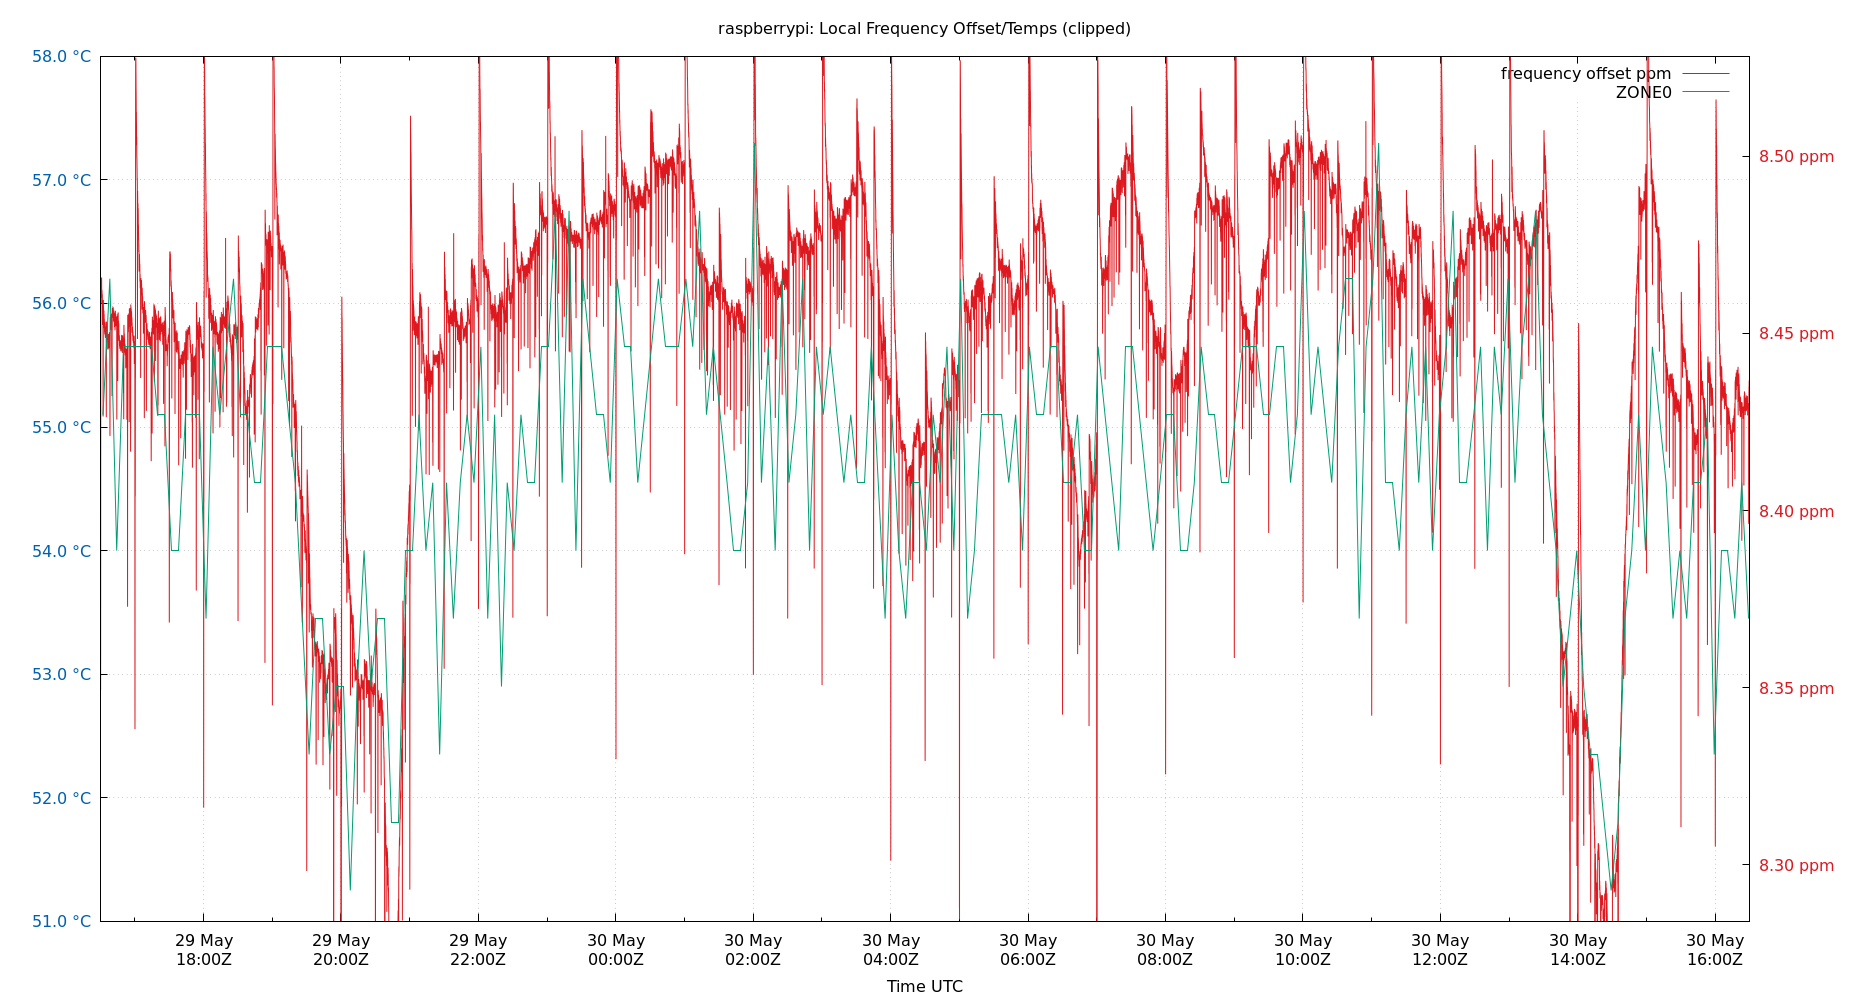 raspberrypi: Local Frequency Offset/Temps (clipped)
58.0 °C
57.0 °C
56.0 °C
55.0 °C
54.0 °C
53.0 °C
52.0 °C
51.0 °C
frequency offset ppm
ZONE0
8.50 ppm
8.45 ppm
8.40 ppm
8.35 ppm
8.30 ppm
29 May 29 May 29 May 30 May 30 May 30 May 30 May 30 May 30 May 30 May 30 May 30 May
18:00Z 20:00Z 22:00Z 00:00Z 02:00Z 04:00Z 06:00Z 08:00Z 10:00Z 12:00Z 14:00Z 16:00Z
Time UTC